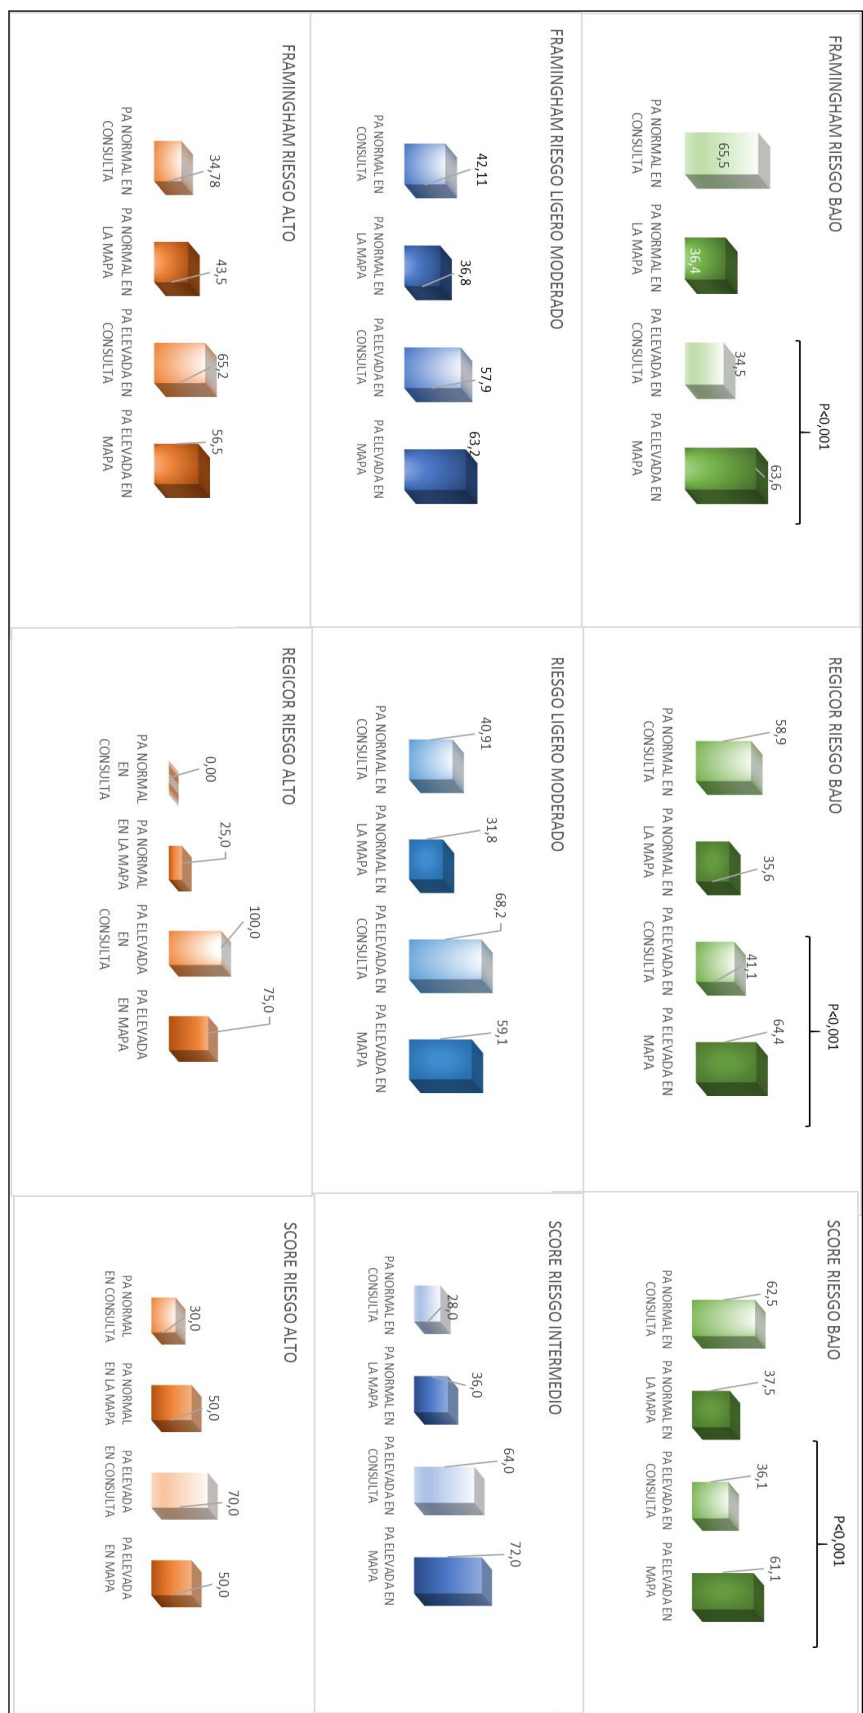 FRAMINGHAM RIESGO BAJO
P<0,001
65,5
36,4
34,5
63,6
PA NORMAL EN
CONSULTA
PA NORMAL EN
LA MAPA
PA ELEVADA EN
CONSULTA
PA ELEVADA EN
MAPA
REGICOR RIESGO BAJO
P<0,001
58,9
35,6
41,1
64,4
PA NORMAL EN
CONSULTA
PA NORMAL EN
LA MAPA
PA ELEVADA EN
CONSULTA
PA ELEVADA EN
MAPA
SCORE RIESGO BAJO
P<0,001
62,5
37,5
36,1
61,1
PA NORMAL EN
CONSULTA
PA NORMAL EN
LA MAPA
PA ELEVADA EN
CONSULTA
PA ELEVADA EN
MAPA
FRAMINGHAM RIESGO LIGERO MODERADO
42,11
36,8
57,9
63,2
PA NORMAL EN
CONSULTA
PA NORMAL EN
LA MAPA
PA ELEVADA EN
CONSULTA
PA ELEVADA EN
MAPA
RIESGO LIGERO MODERADO
40,91
31,8
68,2
59,1
PA NORMAL EN
CONSULTA
PA NORMAL EN
LA MAPA
PA ELEVADA EN
CONSULTA
PA ELEVADA EN
MAPA
SCORE RIESGO INTERMEDIO
28,0
36,0
64,0
72,0
PA NORMAL EN
CONSULTA
PA NORMAL EN
LA MAPA
PA ELEVADA EN
CONSULTA
PA ELEVADA EN
MAPA
FRAMINGHAM RIESGO ALTO
34,78
43,5
65,2
56,5
PA NORMAL EN
CONSULTA
PA NORMAL EN
LA MAPA
PA ELEVADA EN
CONSULTA
PA ELEVADA EN
MAPA
REGICOR RIESGO ALTO
0,00
25,0
100,0
75,0
PA NORMAL
EN
CONSULTA
PA NORMAL
EN LA MAPA
PA ELEVADA
EN
CONSULTA
PA ELEVADA
EN MAPA
SCORE RIESGO ALTO
30,0
50,0
70,0
50,0
PA NORMAL
EN CONSULTA
PA NORMAL
EN LA MAPA
PA ELEVADA
EN CONSULTA
PA ELEVADA
EN MAPA